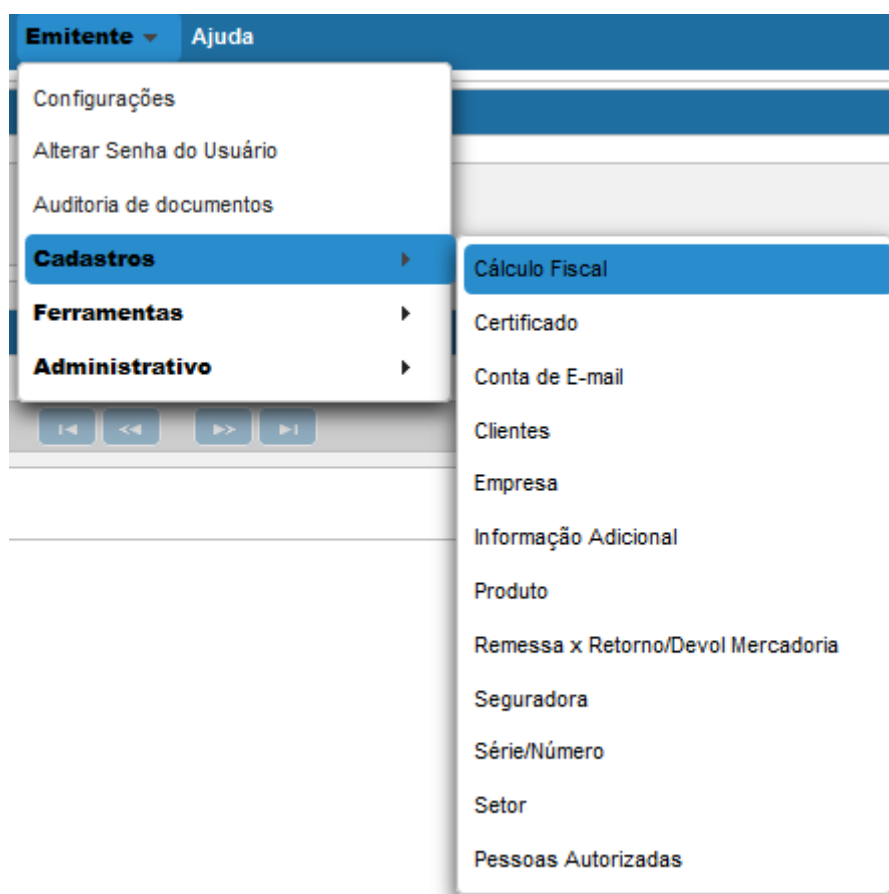 Emitente Ajuda
Configurações
Alterar Senha do Usuário
Auditoria de documentos
Cadastros
Ferramentas
Administrativo
Cálculo Fiscal
Certificado
Conta de E-mail
Clientes
Empresa
Informação Adicional
Produto
Remessa x Retorno/Devol Mercadoria
Seguradora
Série/Número
Setor
Pessoas Autorizadas